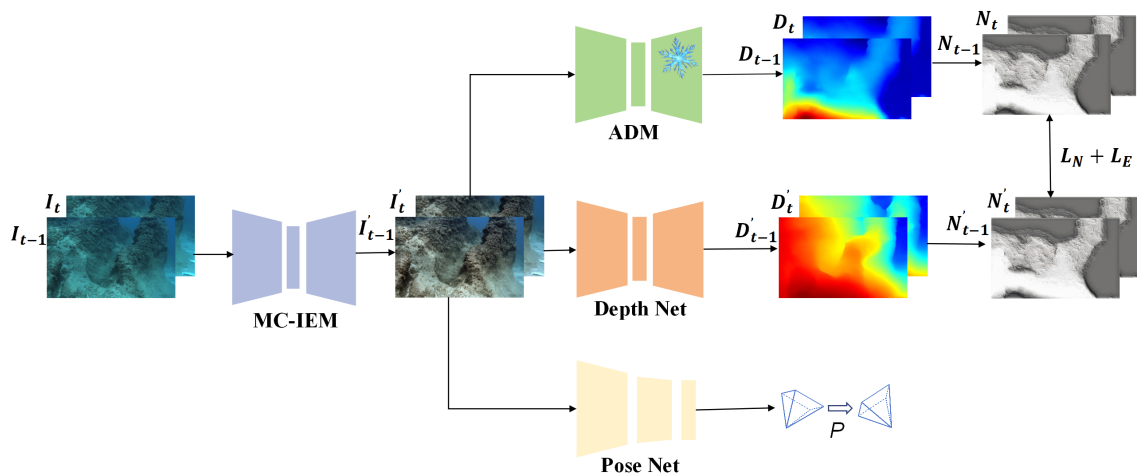 D_t
N_t
D_{t-1}
N_{t-1}
ADM
L_N + L_E
I_t
I'_t
D'_t
N'_t
I_{t-1}
I'_{t-1}
D'_{t-1}
N'_{t-1}
MC-IEM
Depth Net
P
Pose Net